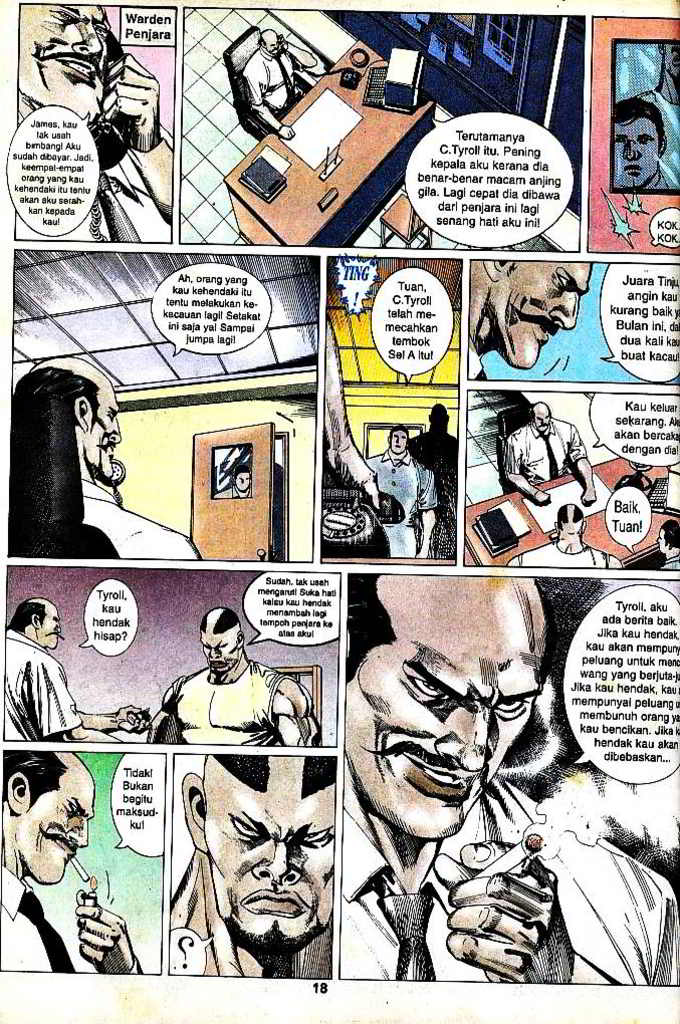 Warden
Penjara
James, kau
tak usah
bimbang! Aku
sudah dibayar. Jadi,
keempat-empat
orang yang kau
kehendaki itu tentu
akan aku serah-
kan kepada
kau!
Terutamanya
C.Tyroll itu. Pening
kepala aku kerana dia
benar-benar macam anjing
gila. Lagi cepat dia dibawa
dari penjara ini lagi
senang hati aku ini!
KOK
KOK
Ah, orang yang
kau kehendaki itu
tentu melakukan ke-
kacauan lagi! Setakat
ini saja ya! Sampai
jumpa lagi!
TING
!
Tuan,
C.Tyroll
telah me-
mecahkan
tembok
Sel A itu!
Juara Tinju
angin kau
kurang baik ya
Bulan ini, da
dua kau
buat kacau!
Kau keluar
sekarang. Aku
akan bercaka
dengan dia!
Baik,
Tuan!
Tyroll,
kau
hendak
hisap?
Sudah, tak usah
mengarut! Suka hati
kalau kau hendak
menambah lagi
tempoh penjara ke
atas aku!
Tyroll, aku
ada berita baik.
Jika kau hendak,
kau akan mempuny
peluang untuk menc
wang yang berjuta-ju
Jika kau hendak, kau
mempunyai peluang u
membunuh orang ya
kau bencikan. Jika k
hendak kau akan
dibebaskan...
Tidak!
Bukan
begitu
maksud-
ku!
?
18